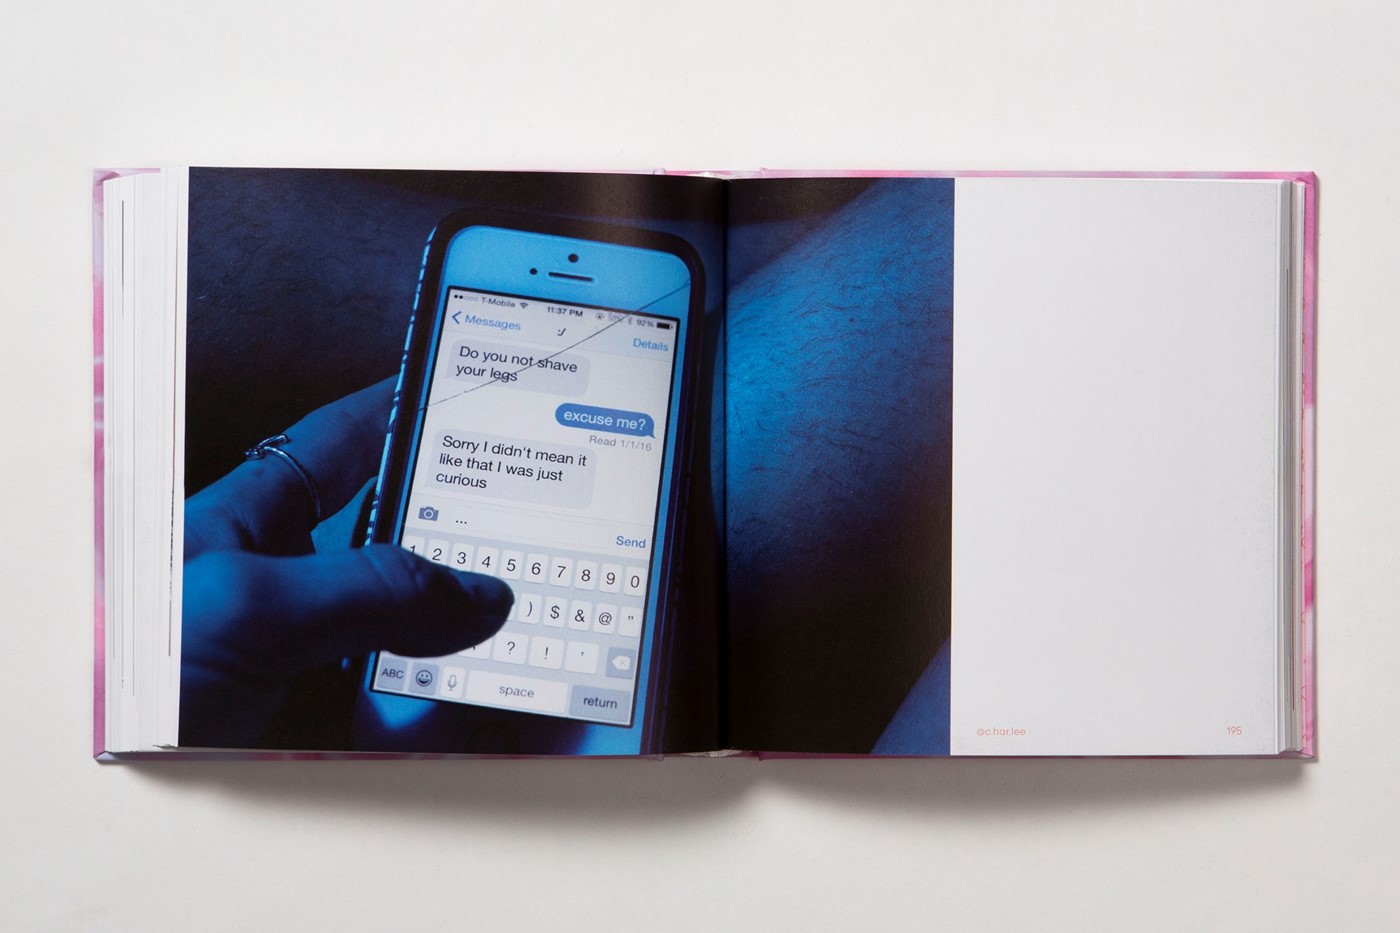 T-Mobile 11:37 PM 92%
Messages :/ Details
Do you not shave
your legs
excuse me?
Read 1/1/16
Sorry I didn't mean it
like that I was just
curious
...
Send
1 2 3 4 5 6 7 8 9 0
) $ & @ "
? ! '
ABC space return
@c.har.lee 195